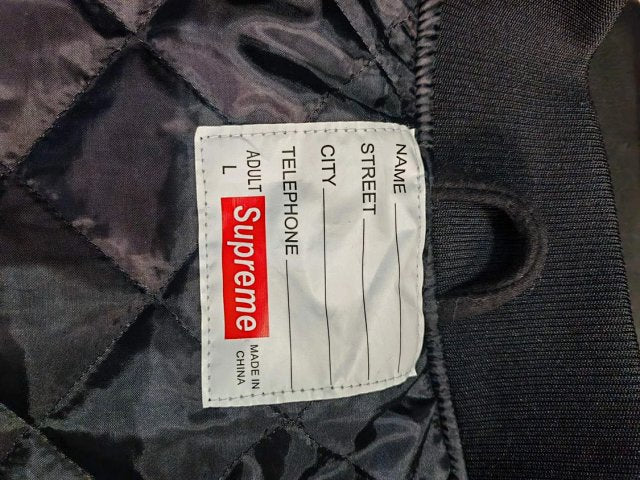 NAME
STREET
CITY
TELEPHONE
ADULT
L
Supreme
MADE IN
CHINA